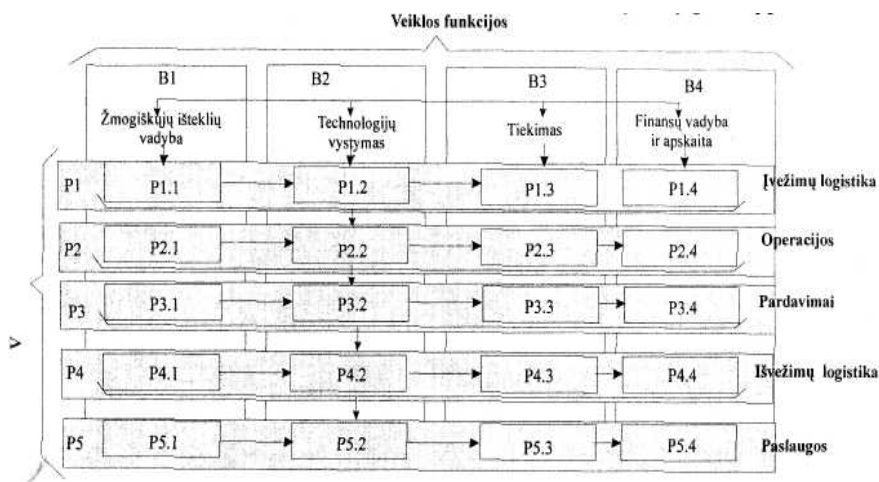 Veiklos funkcijos
B1
B2
B3
B4
Žmogiškųjų išteklių
vadyba
Technologijų
vystymas
Tiekimas
Finansų vadyba
ir apskaita
P1
P1.1
P1.2
P1.3
P1.4
Įvežimų logistika
P2
P2.1
P2.2
P2.3
P2.4
Operacijos
P3
P3.1
P3.2
P3.3
P3.4
Pardavimai
V
P4
P4.1
P4.2
P4.3
P4.4
Išvežimų logistika
P5
P5.1
P5.2
P5.3
P5.4
Paslaugos